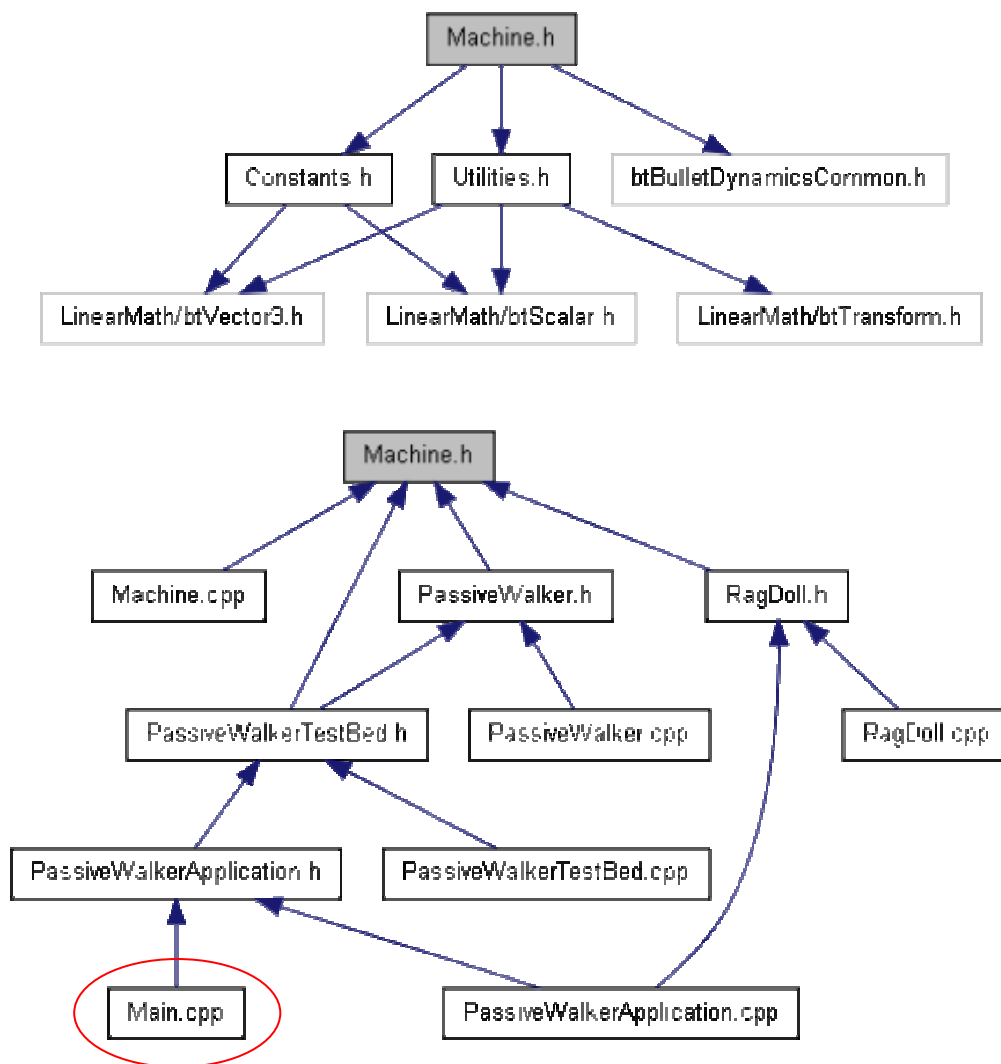 Machine.h
Constants.h
Utilities.h
btBulletDynamicsCommon.h
LinearMath/btVector3.h
LinearMath/btScalar.h
LinearMath/btTransform.h
Machine.h
Machine.cpp
PassiveWalker.h
RagDoll.h
PassiveWalkerTestBed.h
PassiveWalker.cpp
RagDoll.cpp
PassiveWalkerApplication.h
PassiveWalkerTestBed.cpp
Main.cpp
PassiveWalkerApplication.cpp